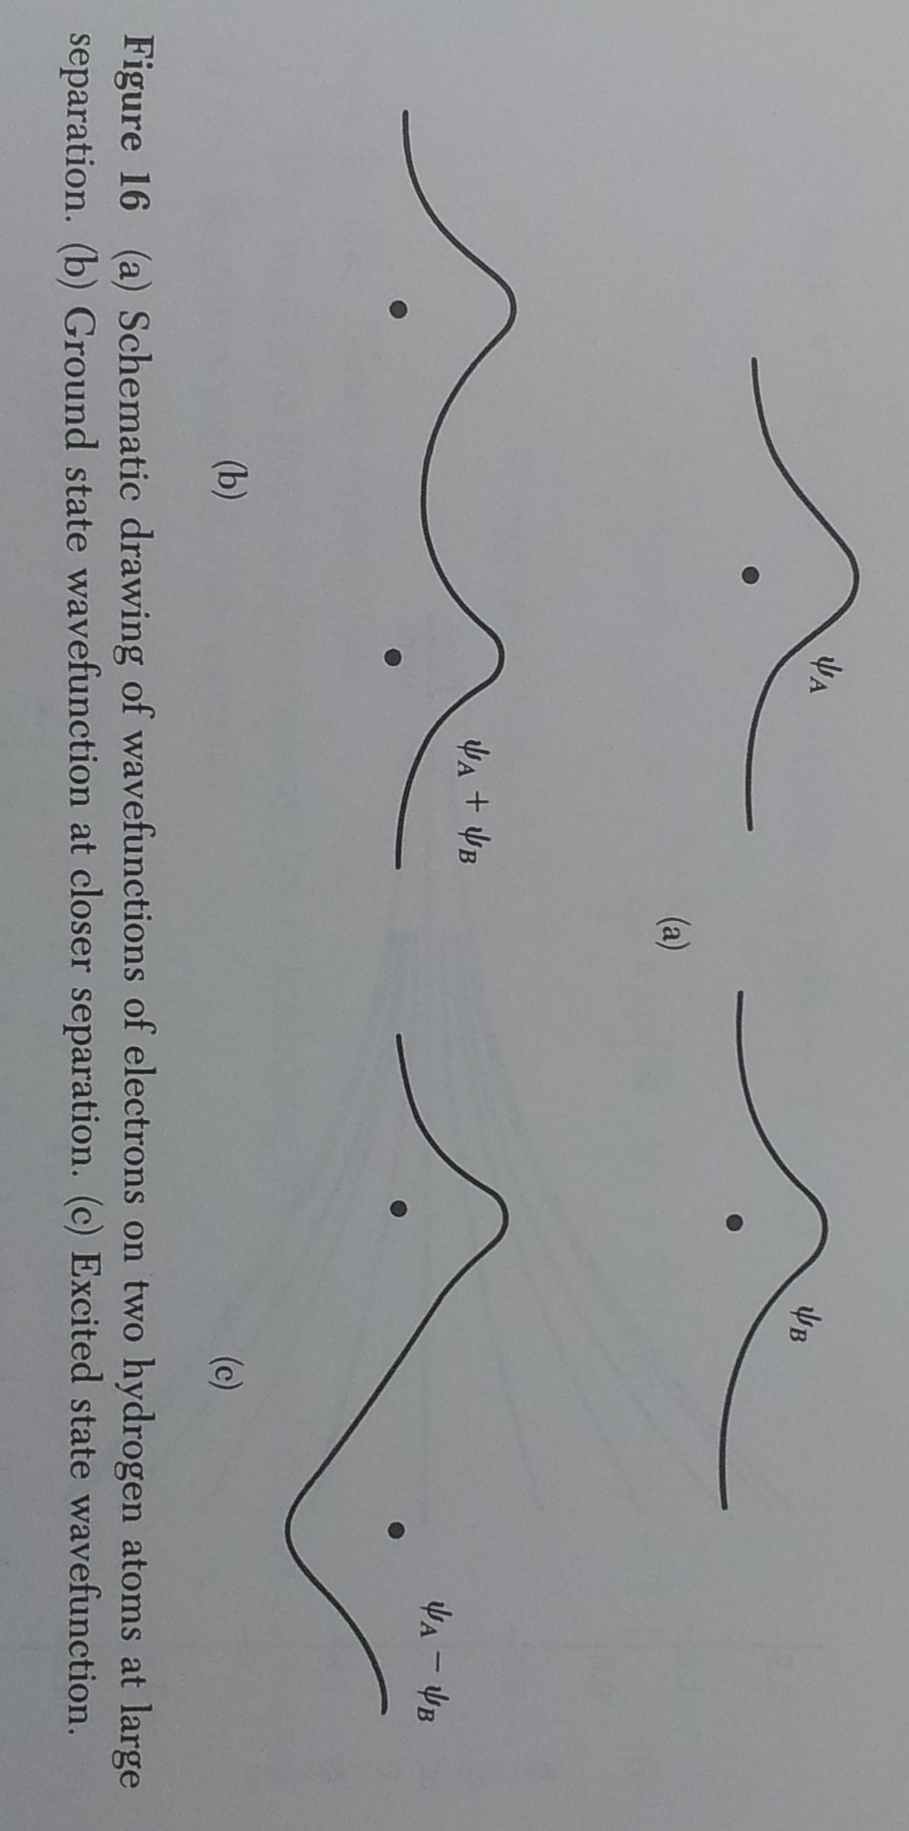 ψA
ψB
(a)
ψA + ψB
ψA − ψB
(b)
(c)
Figure 16 (a) Schematic drawing of wavefunctions of electrons on two hydrogen atoms at large
separation. (b) Ground state wavefunction at closer separation. (c) Excited state wavefunction.